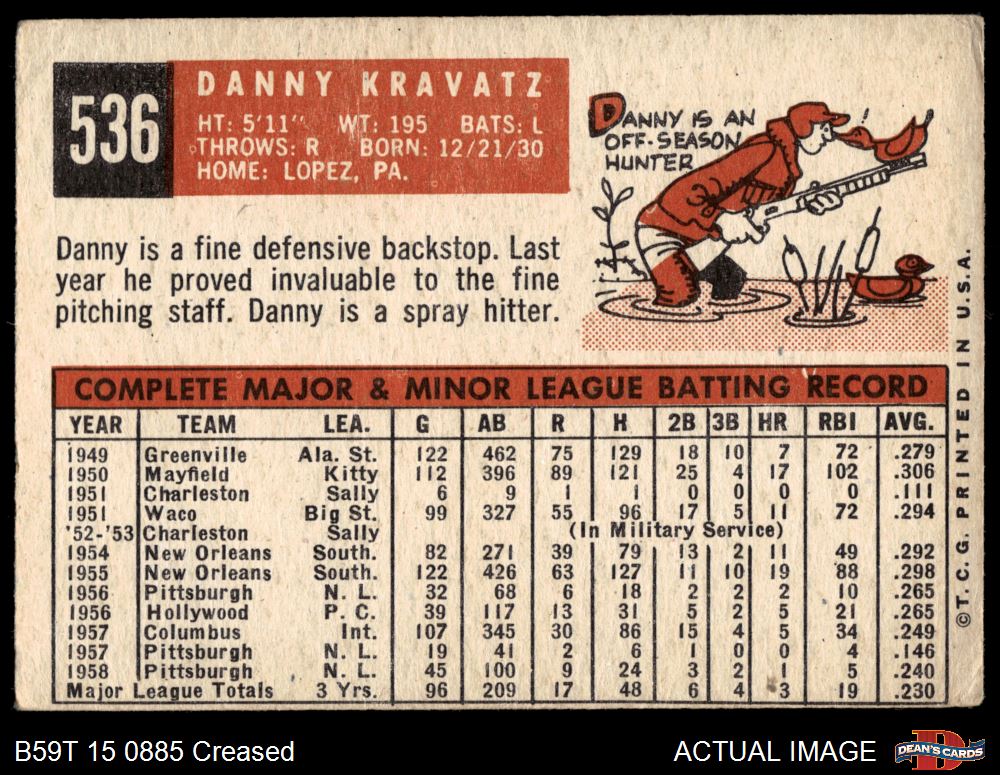 536
DANNY KRAVATZ
HT: 5'11" WT: 195 BATS: L
THROWS: R BORN: 12/21/30
HOME: LOPEZ, PA.
DANNY IS AN
OFF-SEASON
HUNTER
Danny is a fine defensive backstop. Last
year he proved invaluable to the fine
pitching staff. Danny is a spray hitter.
COMPLETE MAJOR & MINOR LEAGUE BATTING RECORD
YEAR TEAM LEA. G AB R H 2B 3B HR RBI AVG.
1949 Greenville Ala. St. 122 462 75 129 18 10 7 72 .279
1950 Mayfield Kitty 112 396 89 121 25 4 17 102 .306
1951 Charleston Sally 6 9 1 1 0 0 0 0 .111
1951 Waco Big St. 99 327 55 96 17 5 11 72 .294
'52-'53 Charleston Sally (In Military Service)
1954 New Orleans South. 82 271 39 79 13 2 11 49 .292
1955 New Orleans South. 122 426 63 127 11 10 19 88 .298
1956 Pittsburgh N. L. 32 68 6 18 2 2 2 10 .265
1956 Hollywood P. C. 39 117 13 31 5 2 5 21 .265
1957 Columbus Int. 107 345 30 86 15 4 5 34 .249
1957 Pittsburgh N. L. 19 41 2 6 1 0 0 4 .146
1958 Pittsburgh N. L. 45 100 9 24 3 2 1 5 .240
Major League Totals 3 Yrs. 96 209 17 48 6 4 3 19 .230
©T.C.G. PRINTED IN U.S.A.
B59T 15 0885 Creased
ACTUAL IMAGE
D
DEAN'S CARDS